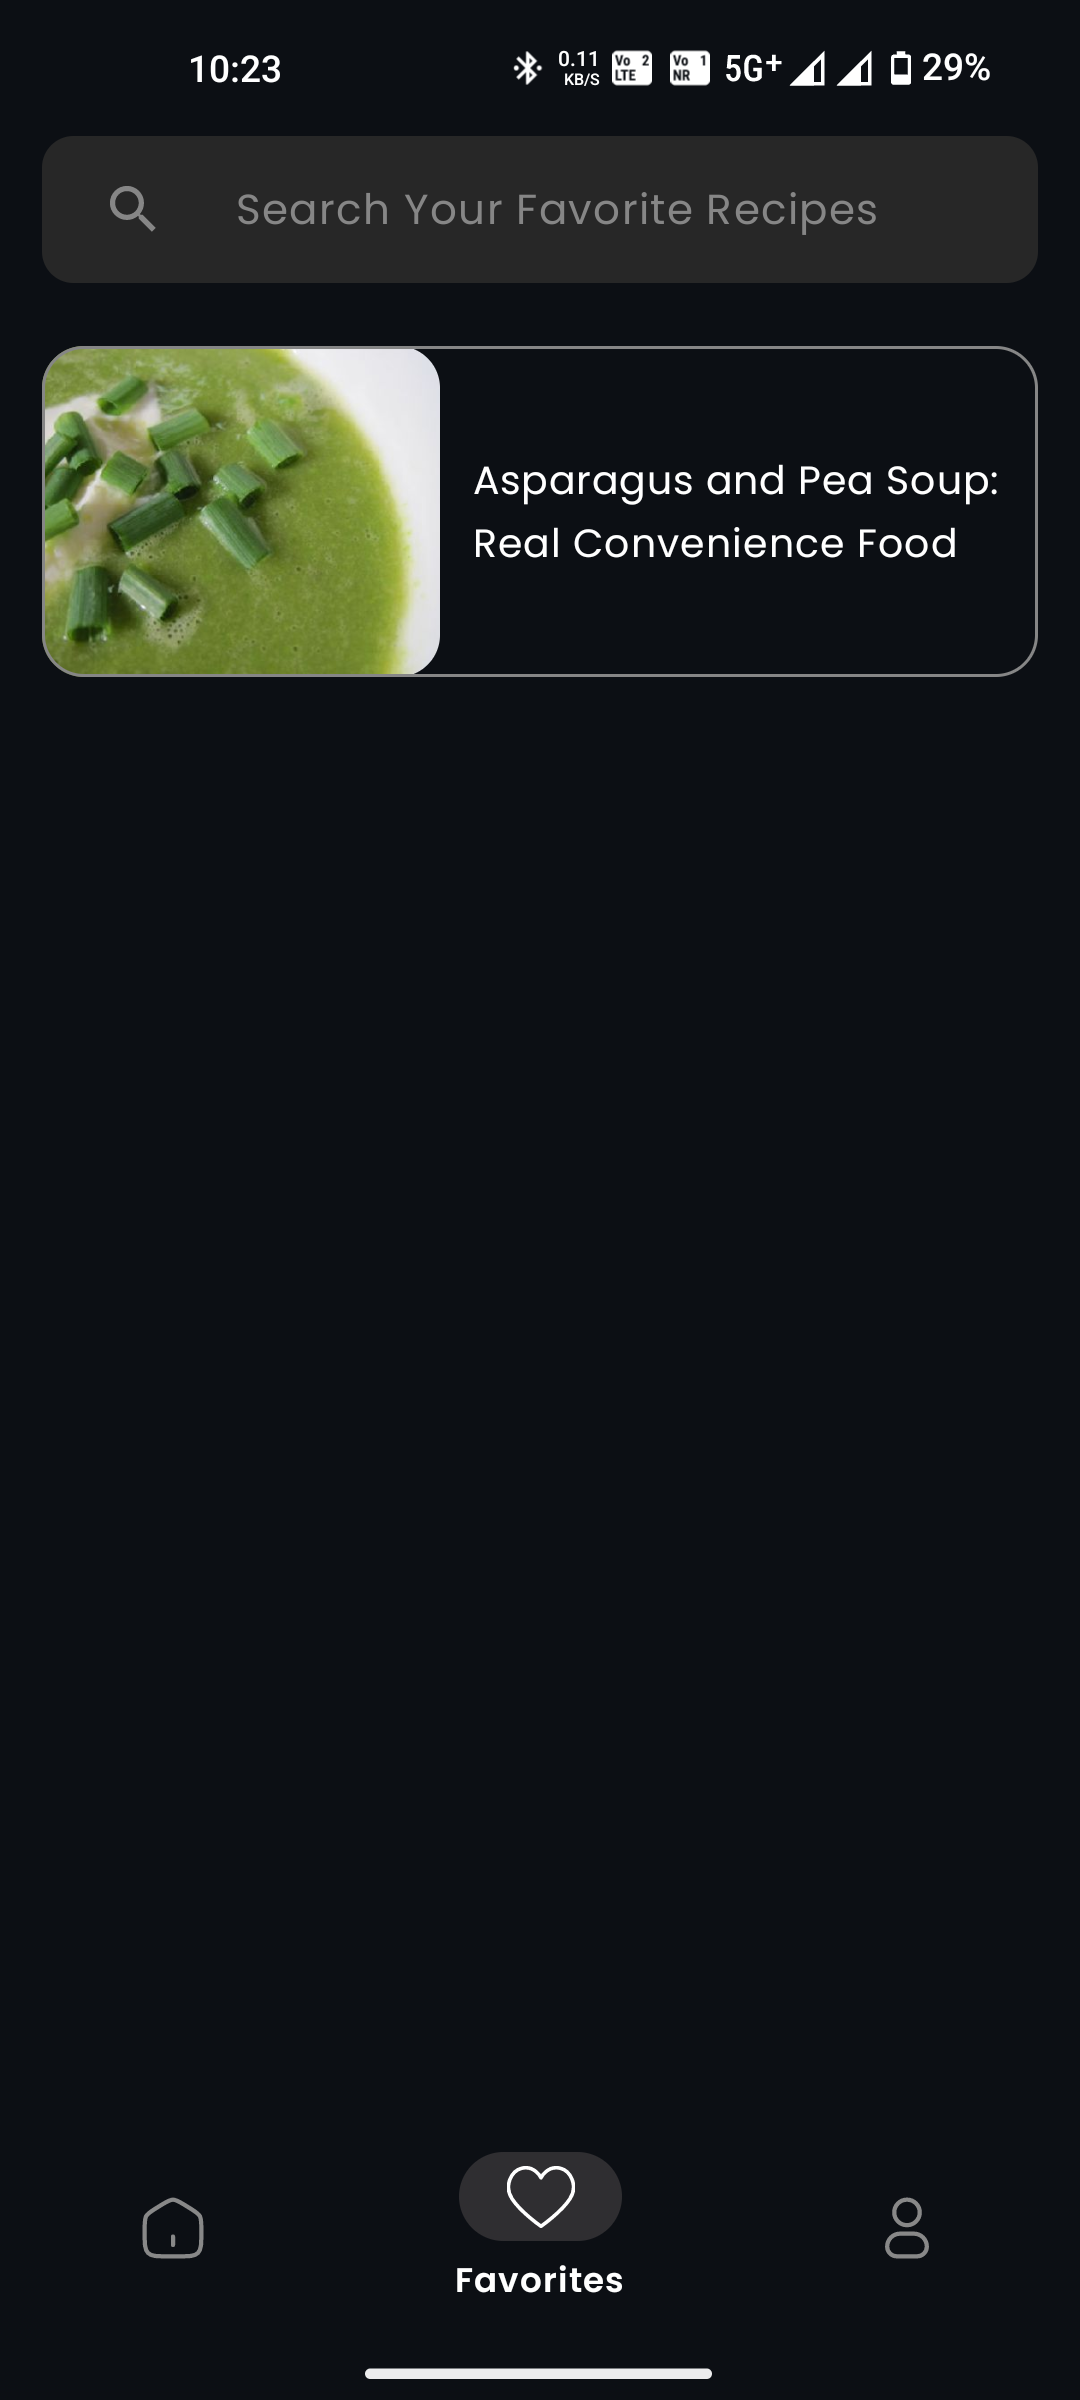 10:23 0.11 KB/S Vo 2 LTE Vo 1 NR 5G+ 29%
Search Your Favorite Recipes
Asparagus and Pea Soup:
Real Convenience Food
Favorites